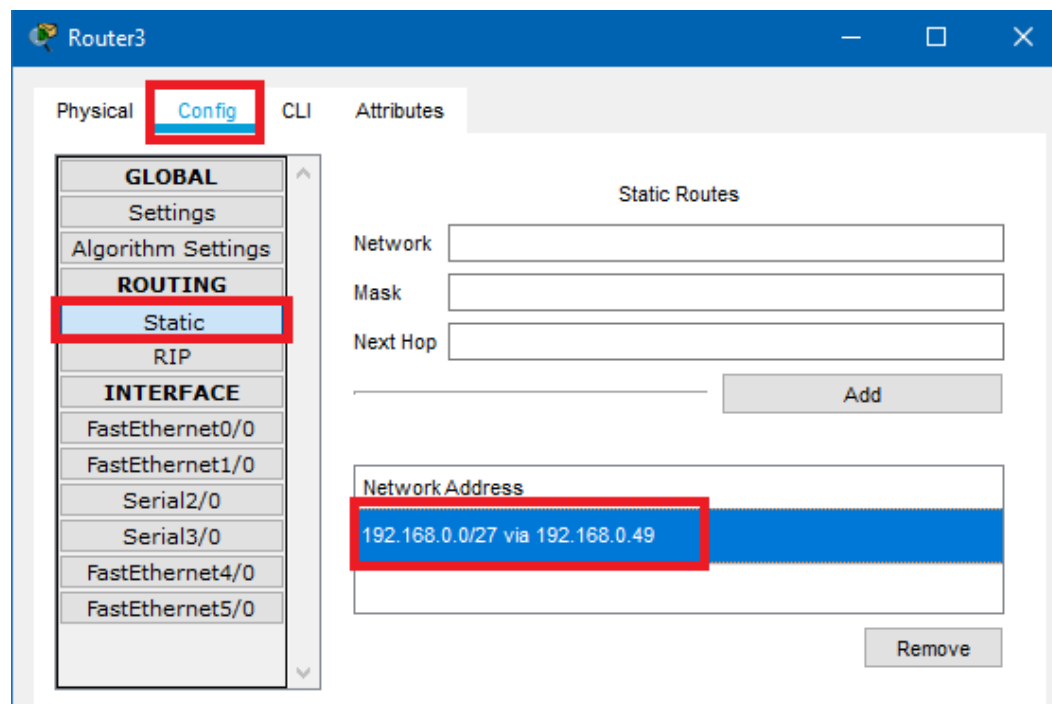 Router3
Physical Config CLI Attributes
GLOBAL
Settings
Algorithm Settings
ROUTING
Static
RIP
INTERFACE
FastEthernet0/0
FastEthernet1/0
Serial2/0
Serial3/0
FastEthernet4/0
FastEthernet5/0
Static Routes
Network
Mask
Next Hop
Add
Network Address
192.168.0.0/27 via 192.168.0.49
Remove